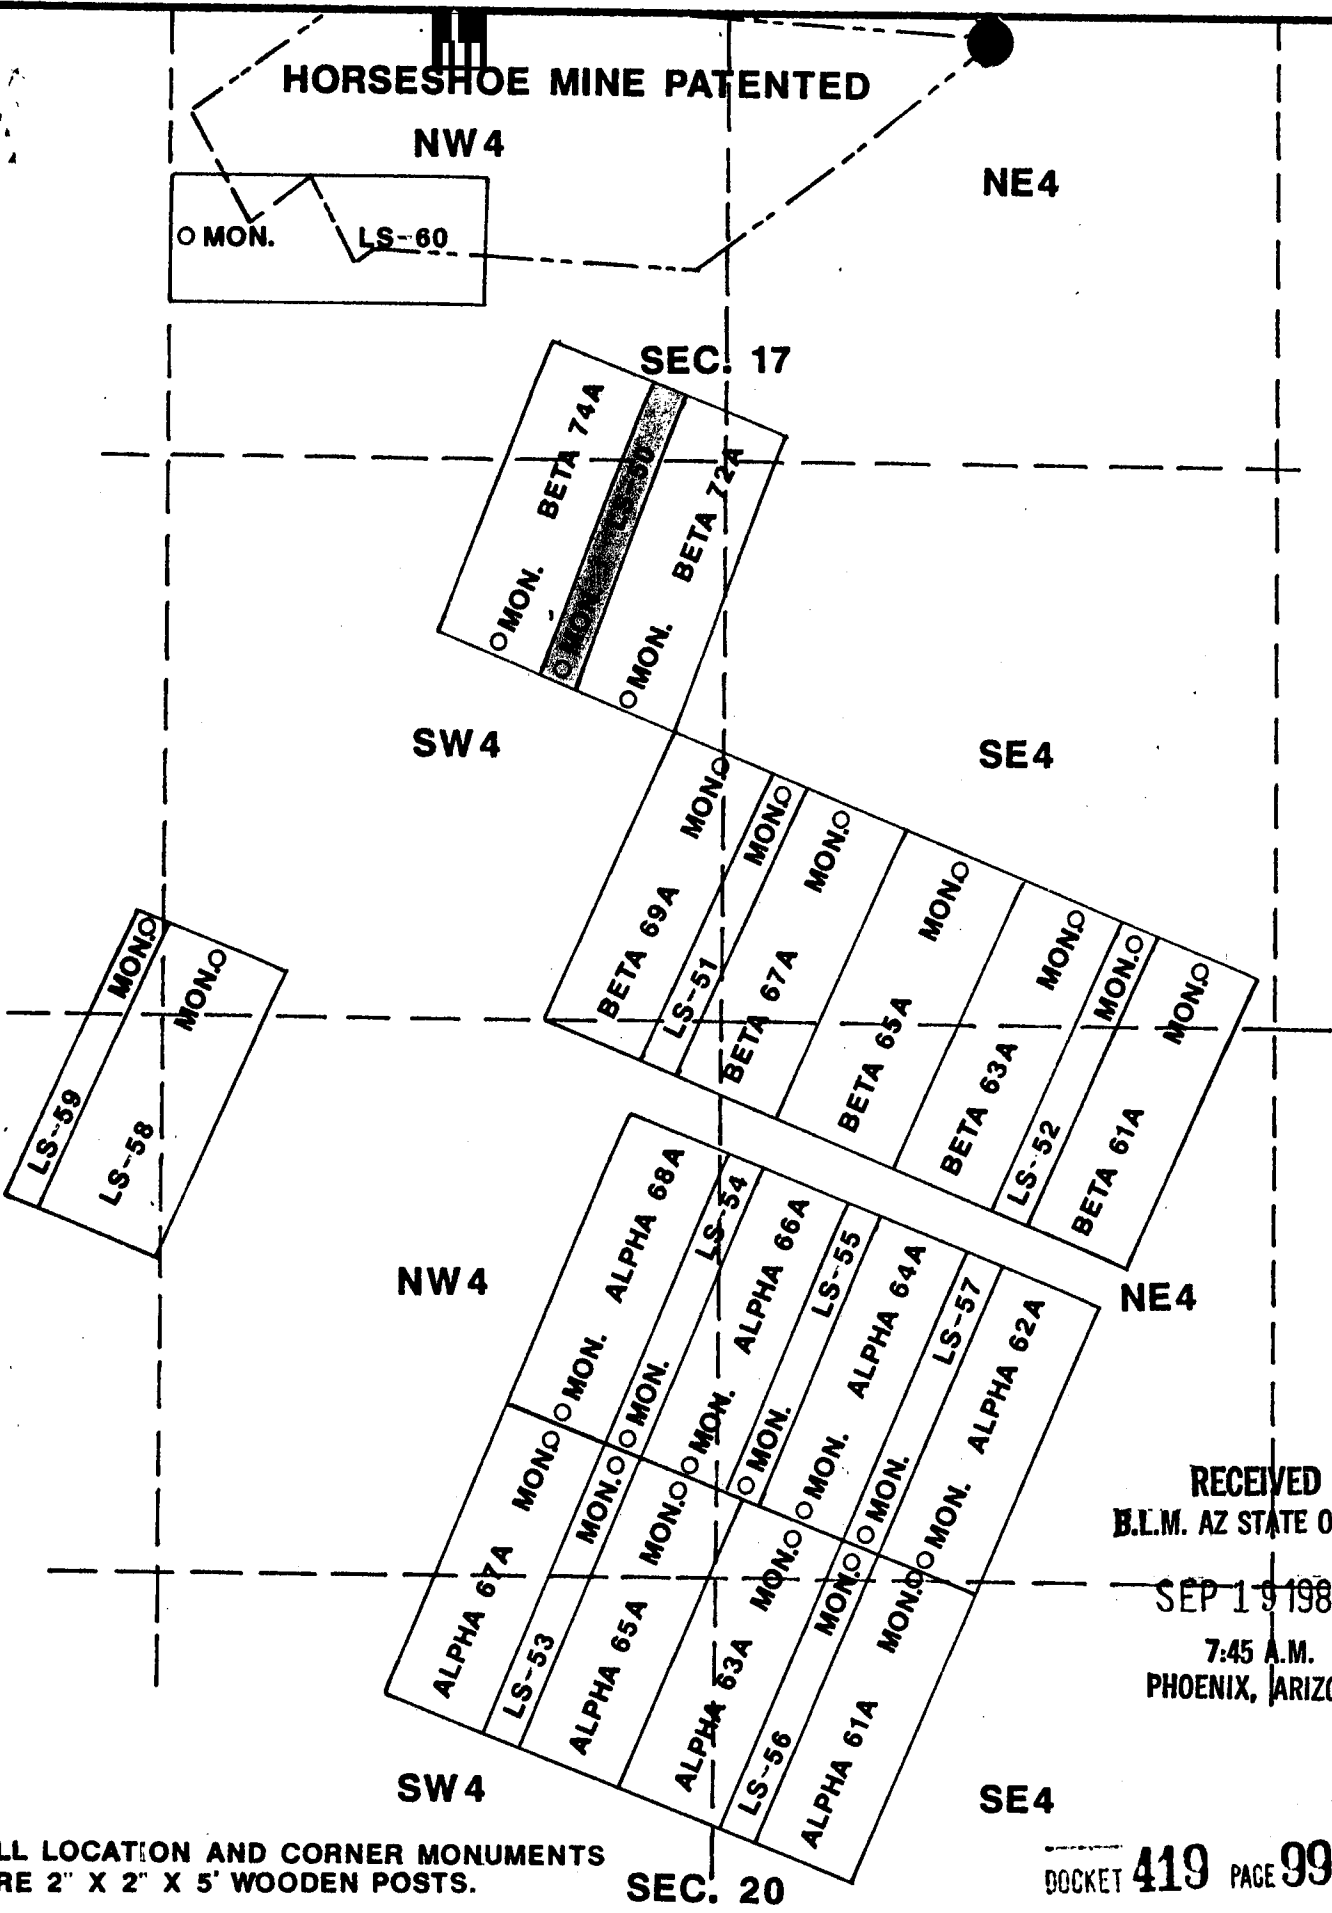 HORSESHOE MINE PATENTED
NW4
NE4
MON. LS-60
SEC. 17
BETA 74A
MON.
LS-50
MON.
BETA 72A
MON.
SW4
SE4
MON.
BETA 69A
MON.
LS-51
MON.
BETA 67A
MON.
BETA 65A
MON.
BETA 63A
MON.
LS-52
MON.
BETA 61A
MON.
LS-59
MON.
LS-58
ALPHA 68A
MON.
LS-54
MON.
ALPHA 66A
MON.
LS-55
MON.
ALPHA 64A
MON.
LS-57
MON.
ALPHA 62A
MON.
NW4
NE4
MON.
ALPHA 67A
MON.
LS-53
MON.
ALPHA 65A
MON.
ALPHA 63A
MON.
LS-56
MON.
ALPHA 61A
RECEIVED
B.L.M. AZ STATE O
SEP 19 198
7:45 A.M.
PHOENIX, ARIZO
SW4
SE4
LL LOCATION AND CORNER MONUMENTS
RE 2" X 2" X 5' WOODEN POSTS.
SEC. 20
DOCKET 419 PAGE 99